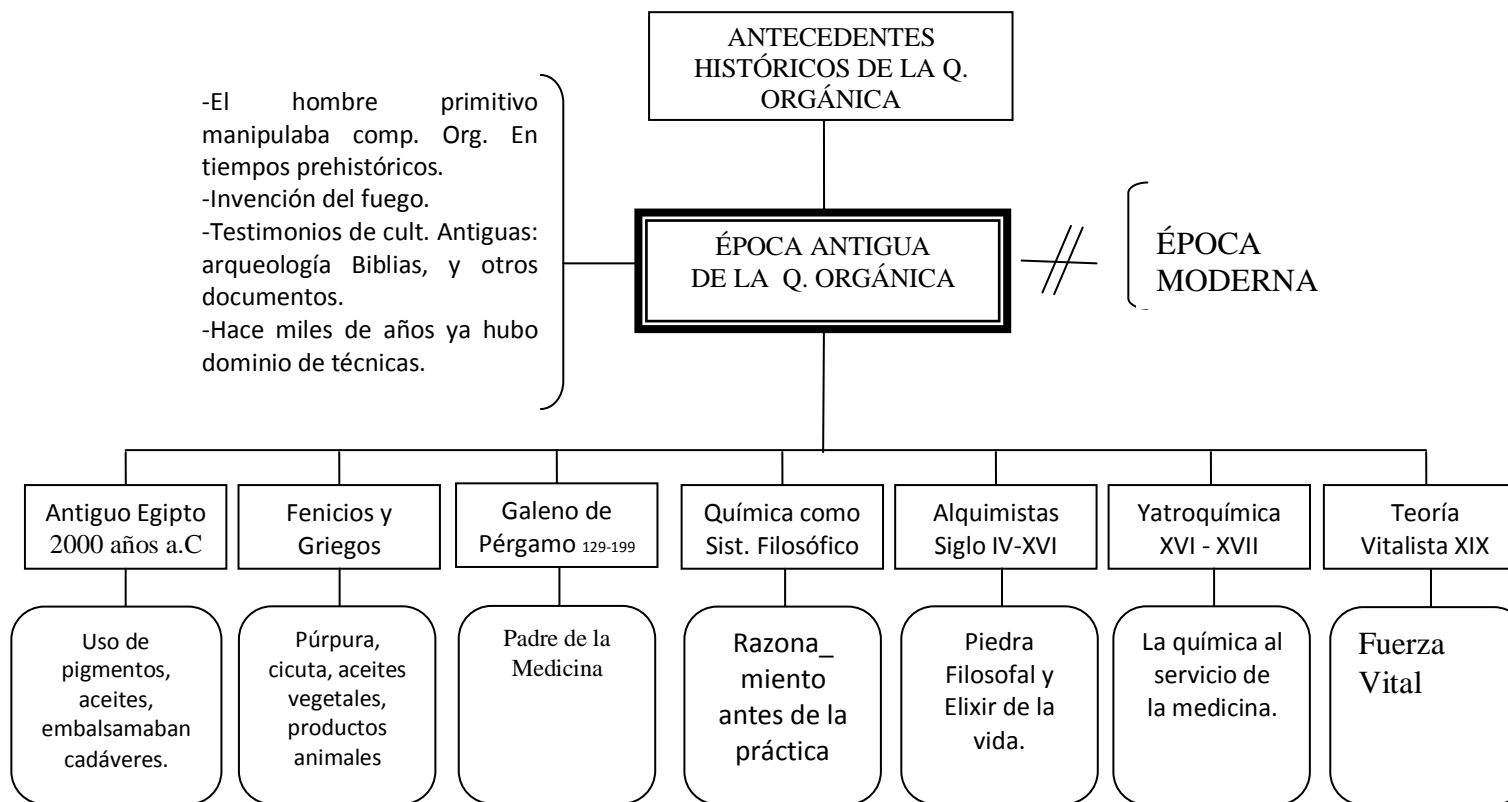 ANTECEDENTES
HISTÓRICOS DE LA Q.
ORGÁNICA
-El hombre primitivo
manipulaba comp. Org. En
tiempos prehistóricos.
-Invención del fuego.
-Testimonios de cult. Antiguas:
arqueología Biblias, y otros
documentos.
-Hace miles de años ya hubo
dominio de técnicas.
ÉPOCA ANTIGUA
DE LA Q. ORGÁNICA
ÉPOCA
MODERNA
Antiguo Egipto
2000 años a.C
Fenicios y
Griegos
Galeno de
Pérgamo 129-199
Química como
Sist. Filosófico
Alquimistas
Siglo IV-XVI
Yatroquímica
XVI - XVII
Teoría
Vitalista XIX
Uso de
pigmentos,
aceites,
embalsamaban
cadáveres.
Púrpura,
cicuta, aceites
vegetales,
productos
animales
Padre de la
Medicina
Razona_
miento
antes de la
práctica
Piedra
Filosofal y
Elixir de la
vida.
La química al
servicio de
la medicina.
Fuerza
Vital